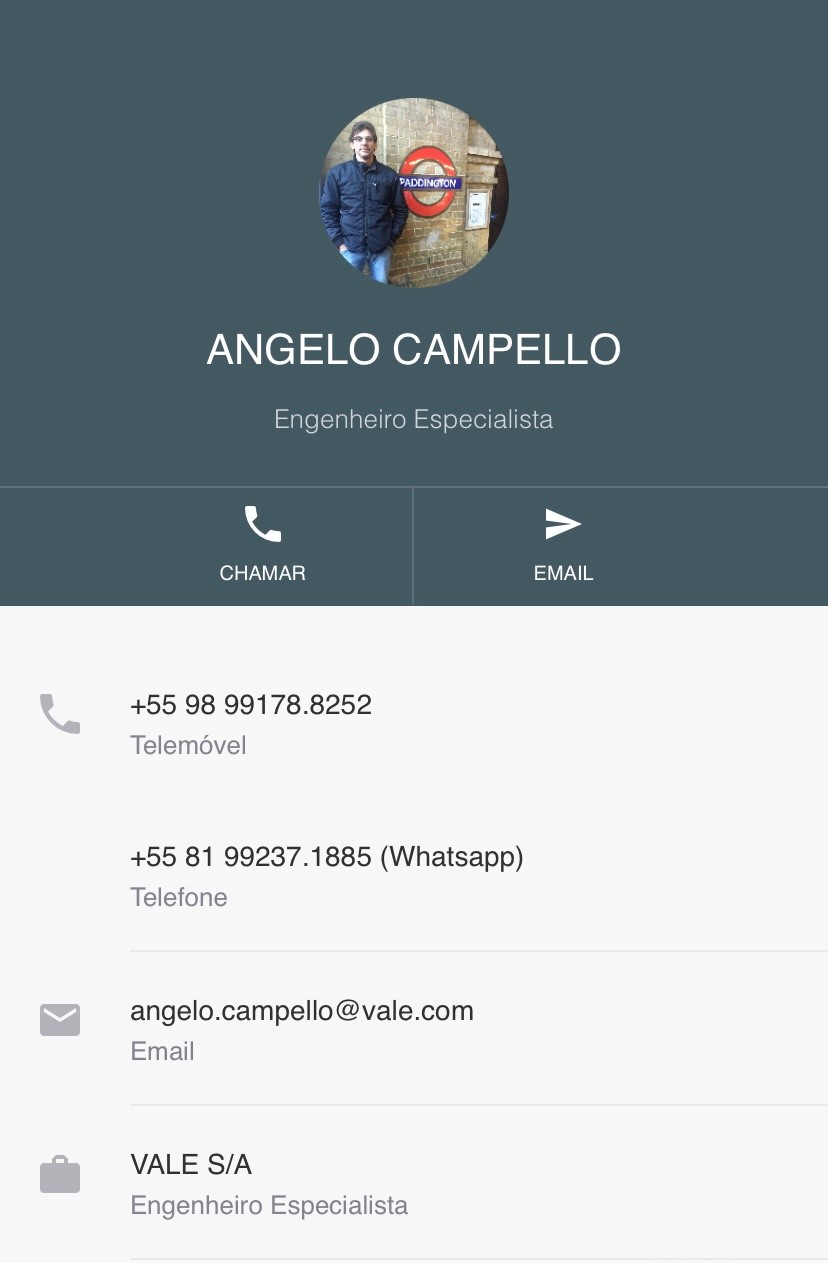 PADDINGTON
ANGELO CAMPELLO
Engenheiro Especialista
CHAMAR
EMAIL
+55 98 99178.8252
Telemóvel
+55 81 99237.1885 (Whatsapp)
Telefone
angelo.campello@vale.com
Email
VALE S/A
Engenheiro Especialista